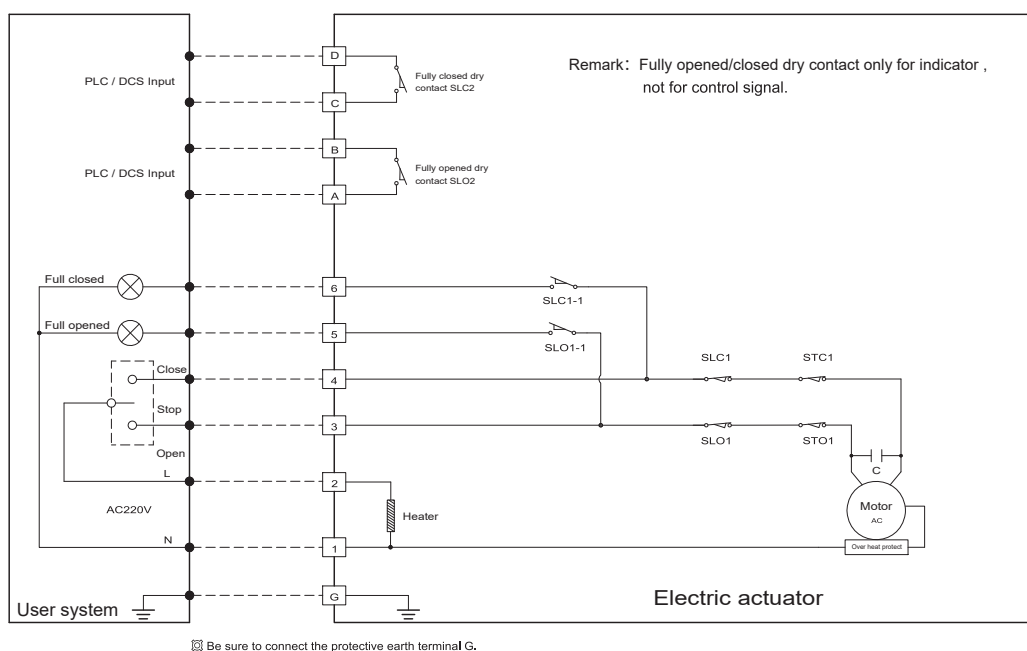 D
PLC / DCS Input
Fully closed dry
contact SLC2
C
Remark: Fully opened/closed dry contact only for indicator ,
not for control signal.
B
PLC / DCS Input
Fully opened dry
contact SLO2
A
Full closed
6
SLC1-1
Full opened
5
SLO1-1
Close
4
SLC1
STC1
Stop
3
SLO1
STO1
Open
L
2
C
AC220V
Heater
Motor
AC
N
1
Over heat protect
User system
G
Electric actuator
Be sure to connect the protective earth terminal G.